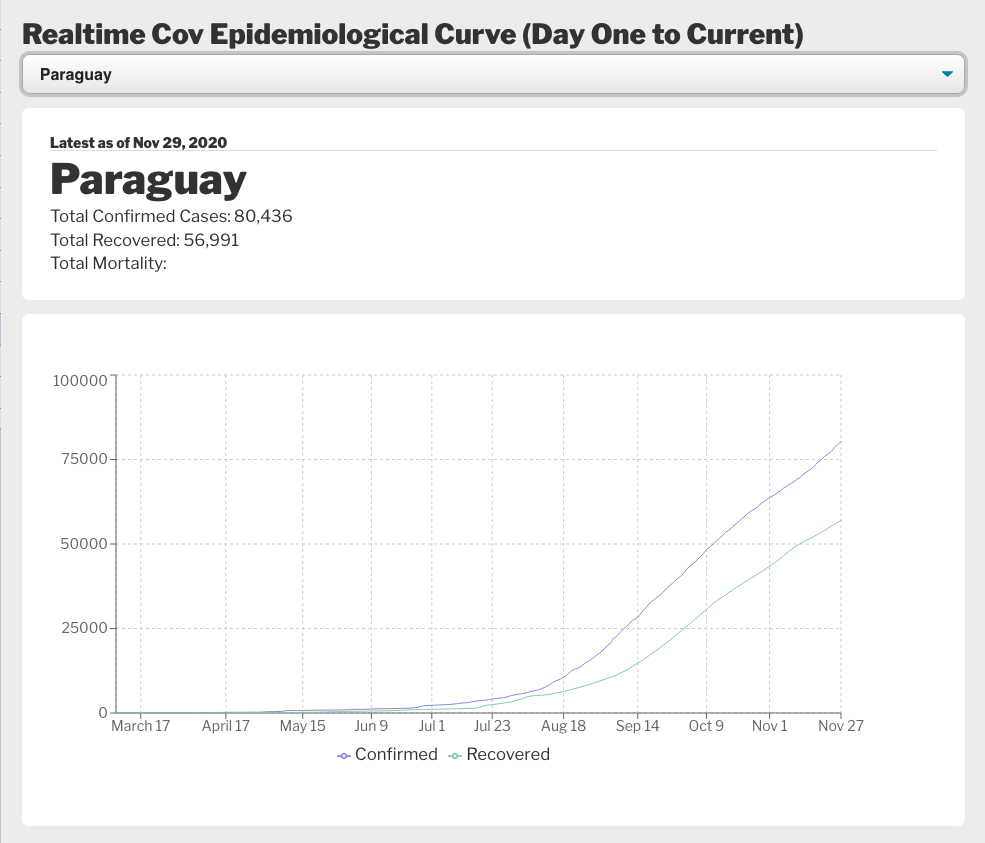 Realtime Cov Epidemiological Curve (Day One to Current)
Paraguay
Latest as of Nov 29, 2020
Paraguay
Total Confirmed Cases: 80,436
Total Recovered: 56,991
Total Mortality:
100000
75000
50000
25000
0
March 17 April 17 May 15 Jun 9 Jul 1 Jul 23 Aug 18 Sep 14 Oct 9 Nov 1 Nov 27
Confirmed Recovered